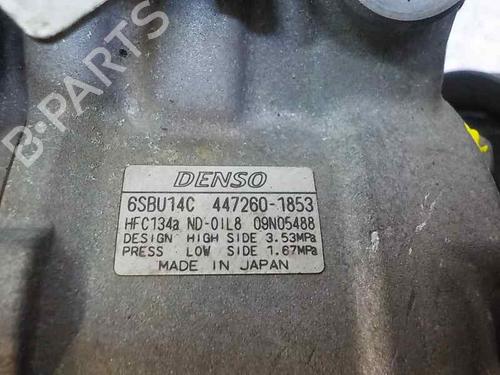 B-PARTS
DENSO
6SBU14C 447260-1853
HFC134a ND-OIL8 09N05488
DESIGN HIGH SIDE 3.53MPa
PRESS LOW SIDE 1.67MPa
MADE IN JAPAN